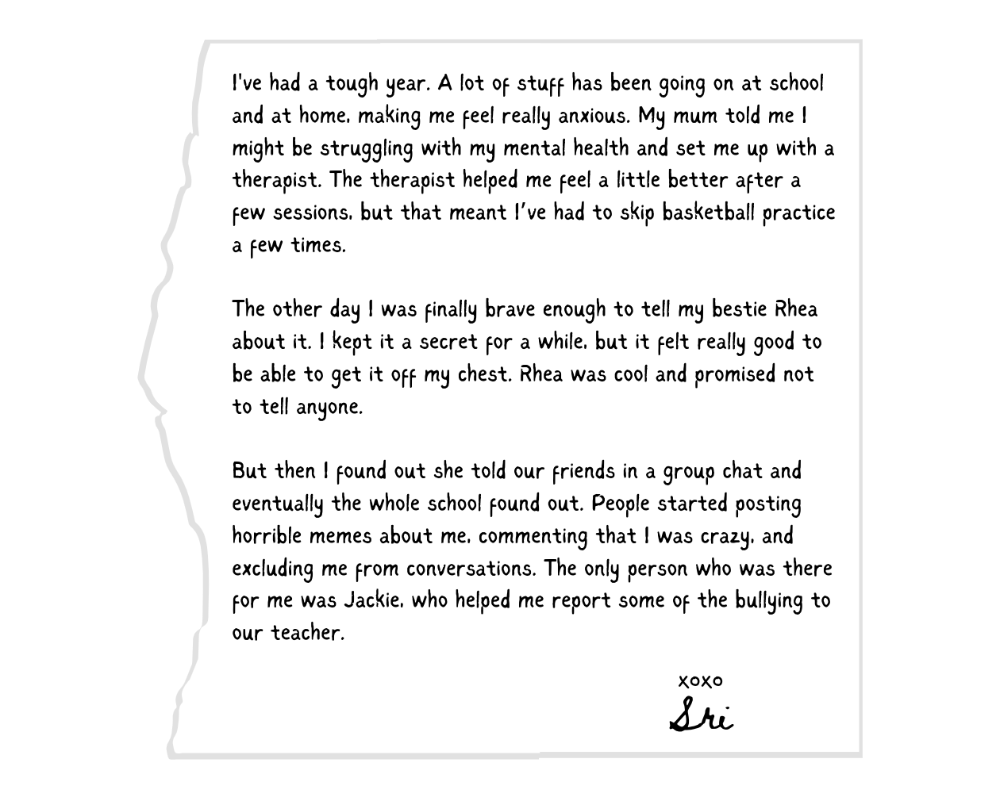 I've had a tough year. A lot of stuff has been going on at school
and at home, making me feel really anxious. My mum told me I
might be struggling with my mental health and set me up with a
therapist. The therapist helped me feel a little better after a
few sessions, but that meant I've had to skip basketball practice
a few times.
The other day I was finally brave enough to tell my bestie Rhea
about it. I kept it a secret for a while, but it felt really good to
be able to get it off my chest. Rhea was cool and promised not
to tell anyone.
But then I found out she told our friends in a group chat and
eventually the whole school found out. People started posting
horrible memes about me, commenting that I was crazy, and
excluding me from conversations. The only person who was there
for me was Jackie, who helped me report some of the bullying to
our teacher.
xoxo
Sri